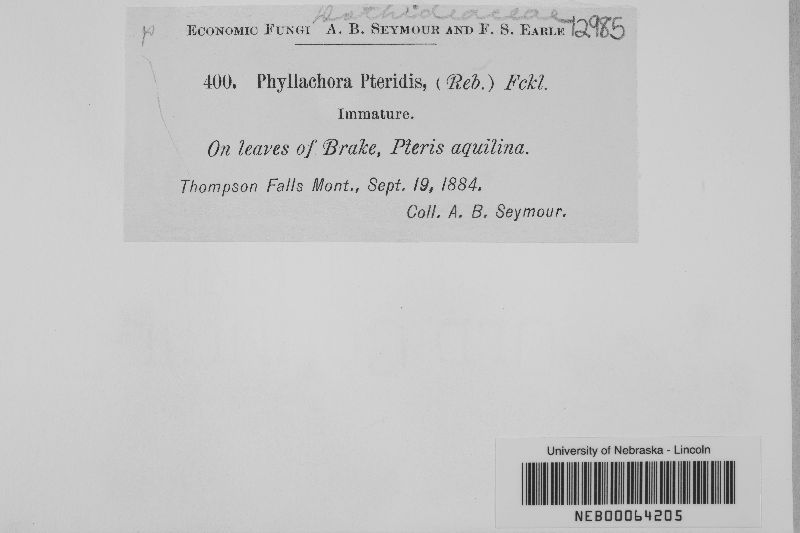 Dothideaceae
Economic Fungi A. B. Seymour and F. S. Earle 12985
400. Phyllachora Pteridis, (Reb.) Fckl.
Immature.
On leaves of Brake, Pteris aquilina.
Thompson Falls Mont., Sept. 19, 1884.
Coll. A. B. Seymour.
University of Nebraska - Lincoln
NEB00064205